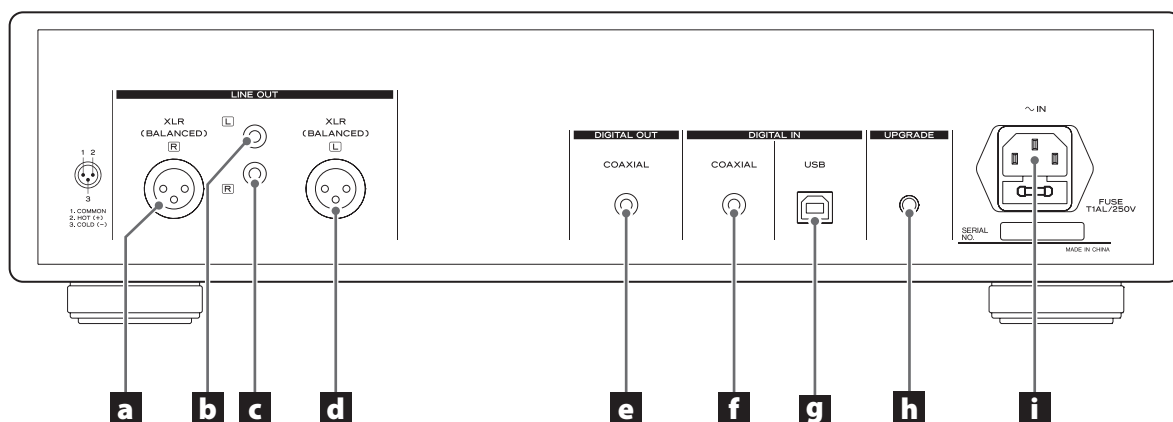 LINE OUT
XLR
(BALANCED)
R
L
R
XLR
(BALANCED)
L
1 2
3
1. COMMON
2. HOT (+)
3. COLD (−)
DIGITAL OUT
COAXIAL
DIGITAL IN
COAXIAL
USB
UPGRADE
∼ IN
FUSE
T1AL/250V
SERIAL
NO.
MADE IN CHINA
a b c d e f g h i